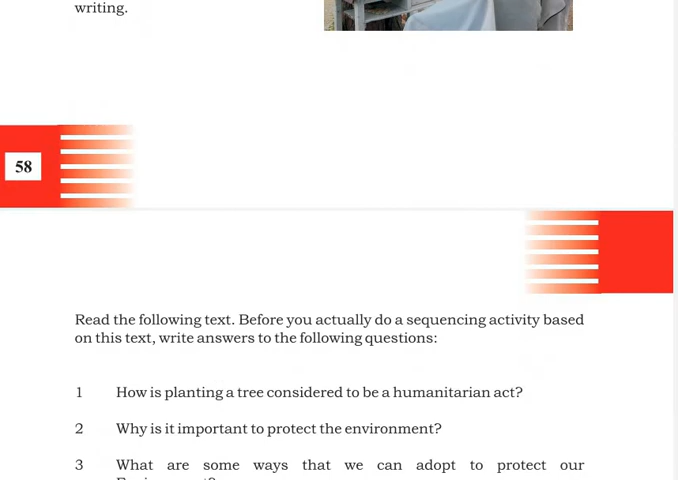 writing.
58
Read the following text. Before you actually do a sequencing activity based
on this text, write answers to the following questions:
1 How is planting a tree considered to be a humanitarian act?
2 Why is it important to protect the environment?
3 What are some ways that we can adopt to protect our